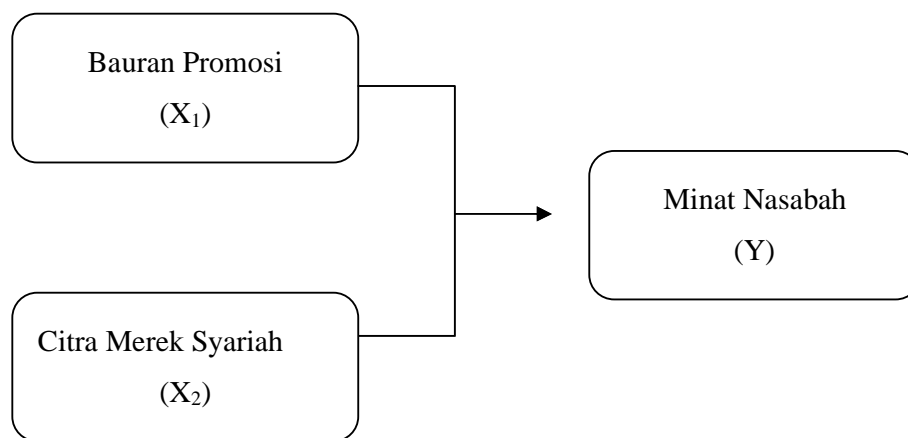 Bauran Promosi
(X₁)
Minat Nasabah
(Y)
Citra Merek Syariah
(X₂)